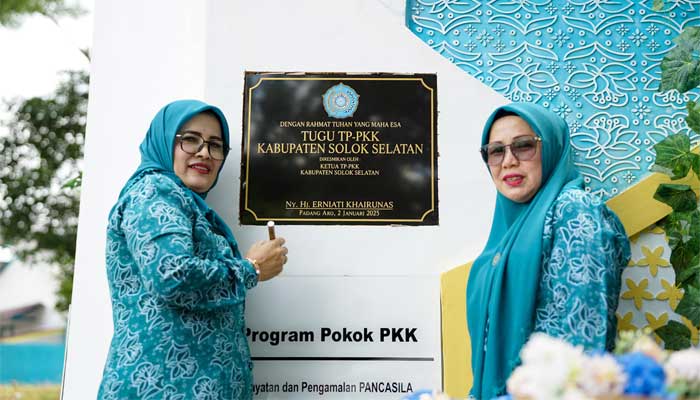 DENGAN RAHMAT TUHAN YANG MAHA ESA
TUGU TP-PKK
KABUPATEN SOLOK SELATAN
DIRESMIKAN OLEH :
KETUA TP-PKK
KABUPATEN SOLOK SELATAN
NY. HJ. ERNIATI KHAIRUNAS
PADANG ARO, 2 JANUARI 2025
Program Pokok PKK
ayatan dan Pengamalan PANCASILA